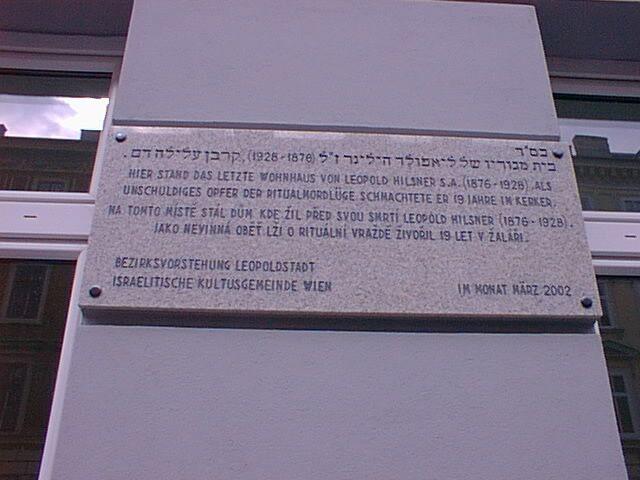 בס״ד
בית מגוריו של ליאפולד הילינר ז״ל (1876-1928), קרבן עלילה דם.
HIER STAND DAS LETZTE WOHNHAUS VON LEOPOLD HILSNER S.A. (1876-1928). ALS
UNSCHULDIGES OPFER DER RITUALMORDLÜGE SCHMACHTETE ER 19 JAHRE IM KERKER.
NA TOMTO MÍSTĚ STÁL DŮM, KDE ŽIL PŘED SVOU SMRTÍ LEOPOLD HILSNER (1876-1928).
JAKO NEVINNÁ OBĚŤ LŽI O RITUÁLNÍ VRAŽDĚ ŽIVOŘIL 19 LET V ŽALÁŘI.
BEZIRKSVORSTEHUNG LEOPOLDSTADT
ISRAELITISCHE KULTUSGEMEINDE WIEN
IM MONAT MÄRZ 2002